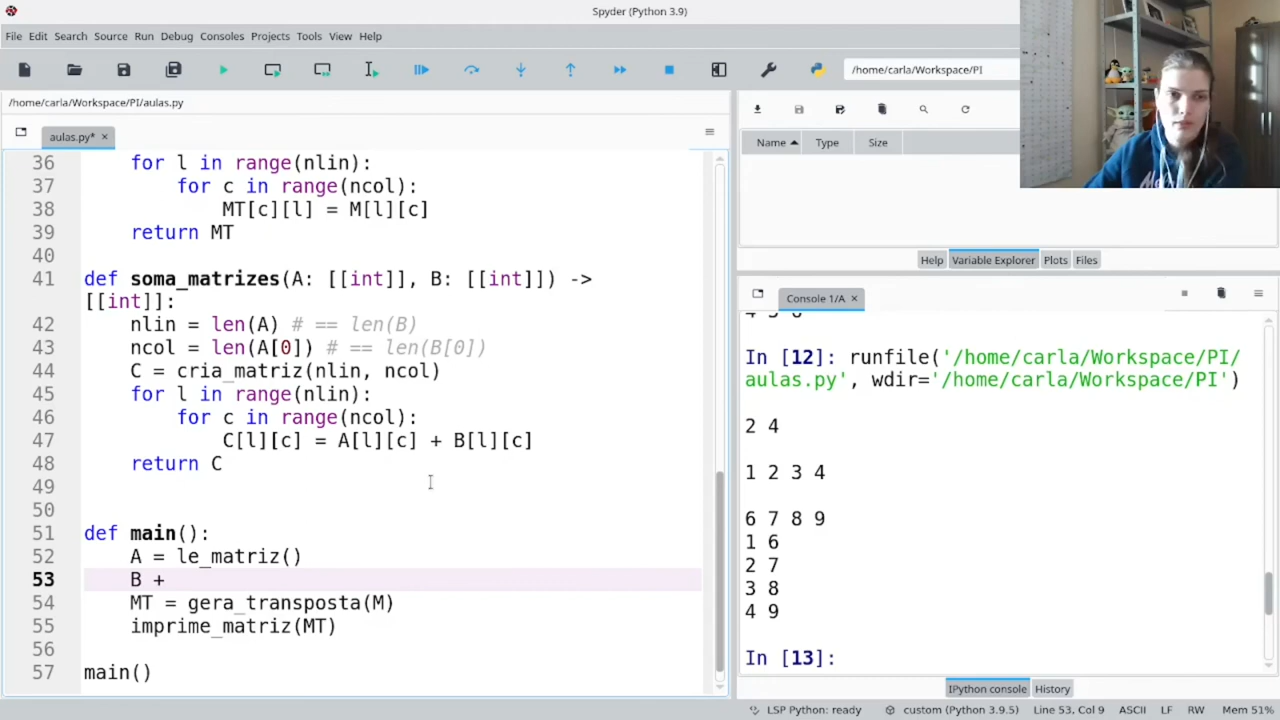 Spyder (Python 3.9)
File Edit Search Source Run Debug Consoles Projects Tools View Help
/home/carla/Workspace/PI
/home/carla/Workspace/PI/aulas.py
aulas.py*
36 for l in range(nlin):
37 for c in range(ncol):
38 MT[c][l] = M[l][c]
39 return MT
40
41 def soma_matrizes(A: [[int]], B: [[int]]) ->
[[int]]:
42 nlin = len(A) # == len(B)
43 ncol = len(A[0]) # == len(B[0])
44 C = cria_matriz(nlin, ncol)
45 for l in range(nlin):
46 for c in range(ncol):
47 C[l][c] = A[l][c] + B[l][c]
48 return C
49
50
51 def main():
52 A = le_matriz()
53 B +
54 MT = gera_transposta(M)
55 imprime_matriz(MT)
56
57 main()
Name Type Size
Help Variable Explorer Plots Files
Console 1/A
4 5 6
In [12]: runfile('/home/carla/Workspace/PI/
aulas.py', wdir='/home/carla/Workspace/PI')
2 4
1 2 3 4
6 7 8 9
1 6
2 7
3 8
4 9
In [13]:
IPython console History
LSP Python: ready custom (Python 3.9.5) Line 53, Col 9 ASCII LF RW Mem 51%